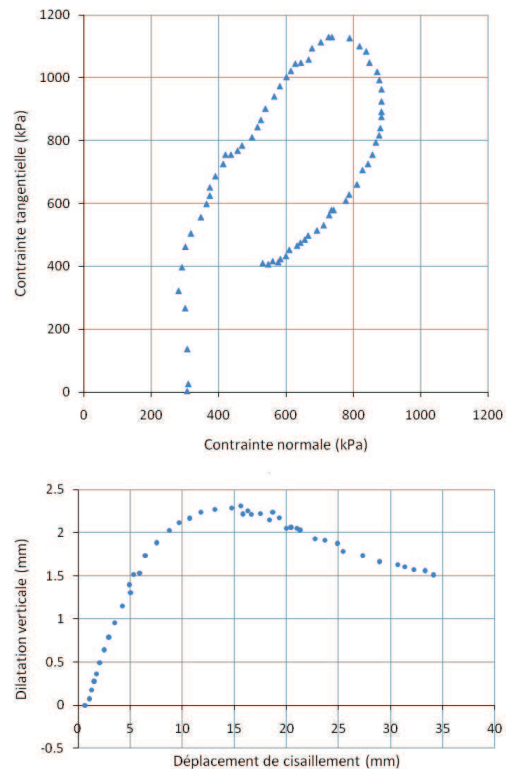 1200
1000
800
600
400
200
0
Contrainte tangentielle (kPa)
0 200 400 600 800 1000 1200
Contrainte normale (kPa)
2.5
2
1.5
1
0.5
0
-0.5
Dilatation verticale (mm)
0 5 10 15 20 25 30 35 40
Déplacement de cisaillement (mm)